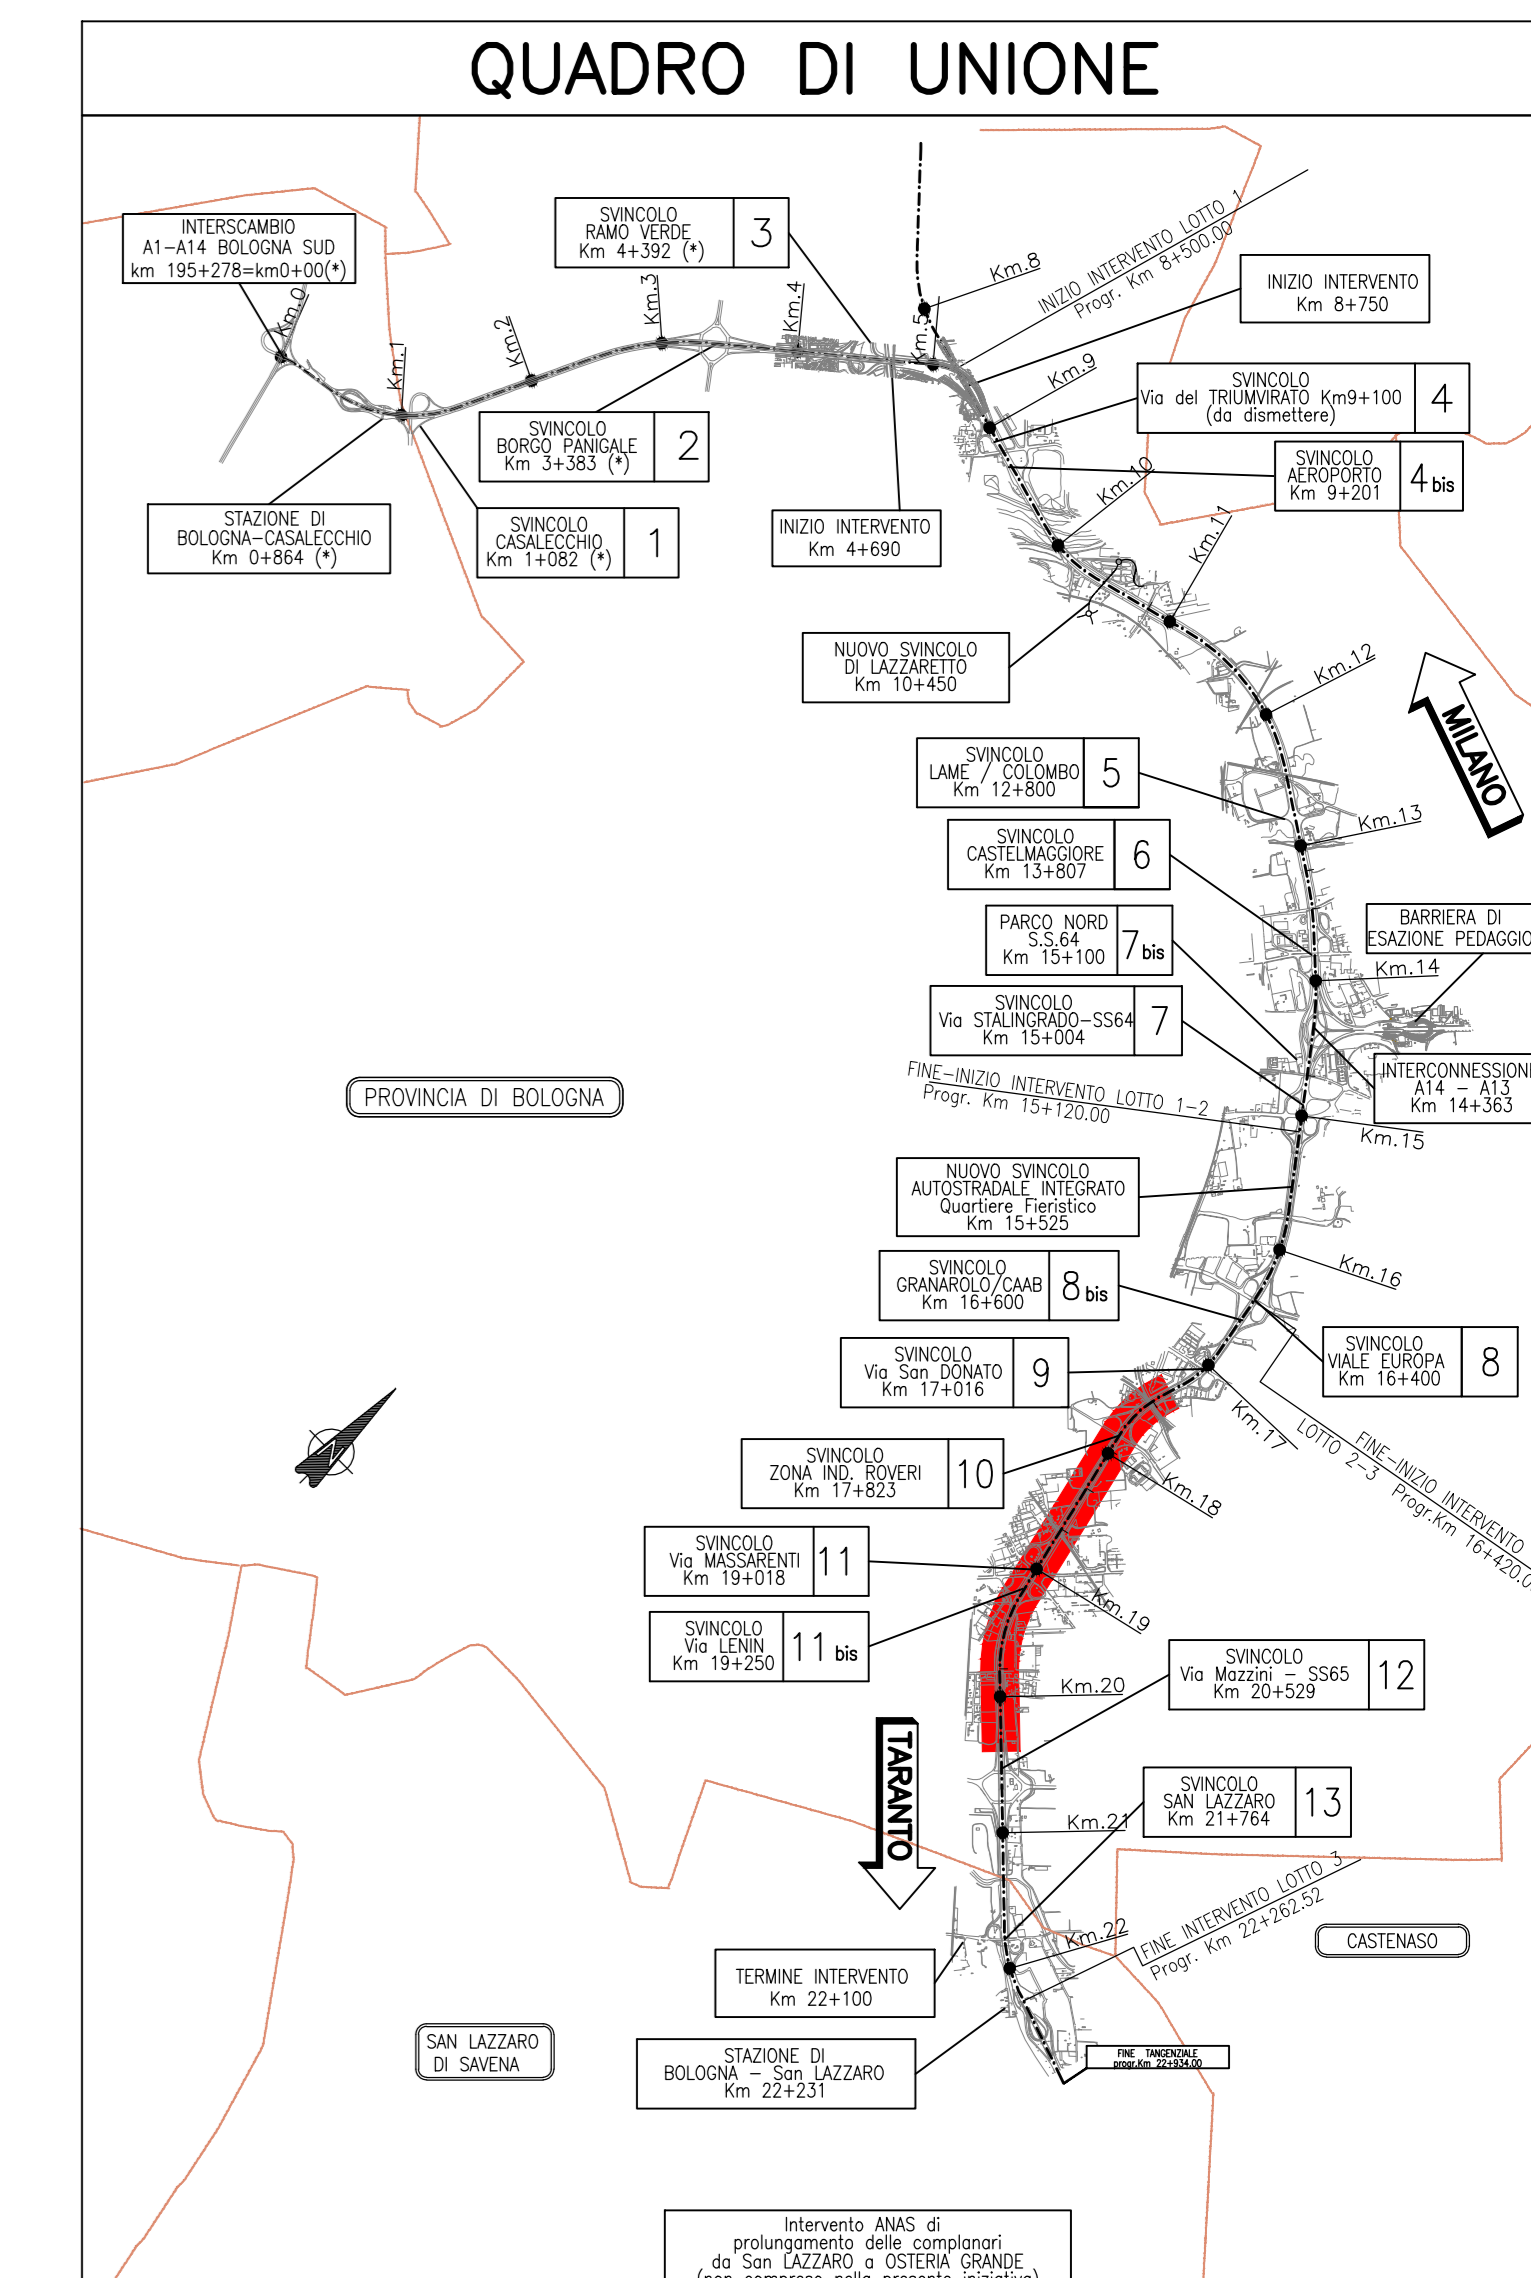 QUADRO DI UNIONE
INTERSCAMBIO
A1-A14 BOLOGNA SUD
km 195+278=km0+00(*)
SVINCOLO
RAMO VERDE
Km 4+392 (*)
3
INIZIO INTERVENTO LOTTO 1
Progr. Km 8+500.00
INIZIO INTERVENTO
Km 8+750
Km.0
Km.1
Km.2
Km.3
Km.4
Km.5
Km.8
Km.9
SVINCOLO
Via del TRIUMVIRATO Km9+100
(da dismettere)
4
SVINCOLO
BORGO PANIGALE
Km 3+383 (*)
2
SVINCOLO
AEROPORTO
Km 9+201
4 bis
Km.10
Km.11
STAZIONE DI
BOLOGNA-CASALECCHIO
Km 0+864 (*)
SVINCOLO
CASALECCHIO
Km 1+082 (*)
1
INIZIO INTERVENTO
Km 4+690
NUOVO SVINCOLO
DI LAZZARETTO
Km 10+450
Km.12
MILANO
SVINCOLO
LAME / COLOMBO
Km 12+800
5
Km.13
SVINCOLO
CASTELMAGGIORE
Km 13+807
6
PARCO NORD
S.S.64
Km 15+100
7 bis
BARRIERA DI
ESAZIONE PEDAGGIO
Km.14
SVINCOLO
Via STALINGRADO-SS64
Km 15+004
7
FINE-INIZIO INTERVENTO LOTTO 1-2
Progr. Km 15+120.00
INTERCONNESSIONE
A14 - A13
Km 14+363
PROVINCIA DI BOLOGNA
Km.15
NUOVO SVINCOLO
AUTOSTRADALE INTEGRATO
Quartiere Fieristico
Km 15+525
SVINCOLO
GRANAROLO/CAAB
Km 16+600
8 bis
Km.16
SVINCOLO
Via San DONATO
Km 17+016
9
SVINCOLO
VIALE EUROPA
Km 16+400
8
Km.17
FINE-INIZIO INTERVENTO
LOTTO 2-3 Progr.Km 16+420.0
SVINCOLO
ZONA IND. ROVERI
Km 17+823
10
Km.18
SVINCOLO
Via MASSARENTI
Km 19+018
11
Km.19
SVINCOLO
Via LENIN
Km 19+250
11 bis
SVINCOLO
Via Mazzini - SS65
Km 20+529
12
Km.20
TARANTO
SVINCOLO
SAN LAZZARO
Km 21+764
13
Km.21
FINE INTERVENTO LOTTO 3
Progr. Km 22+262.52
Km.22
CASTENASO
TERMINE INTERVENTO
Km 22+100
SAN LAZZARO
DI SAVENA
STAZIONE DI
BOLOGNA - San LAZZARO
Km 22+231
FINE TANGENZIALE
progr.Km 22+934.00
Intervento ANAS di
prolungamento delle complanari
da San LAZZARO a OSTERIA GRANDE
(non compreso nella presente iniziativa)